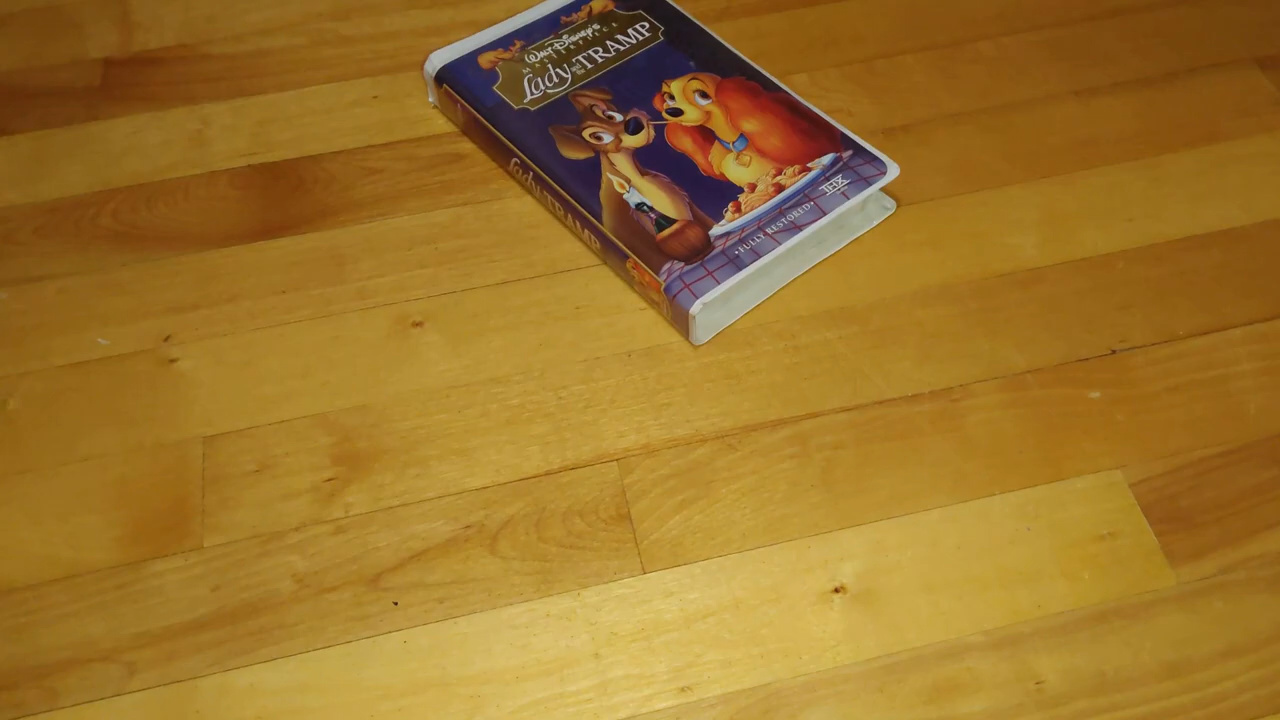 WALT DISNEY'S
MASTERPIECE
Lady and the TRAMP
THX
•FULLY RESTORED•
Lady and the TRAMP